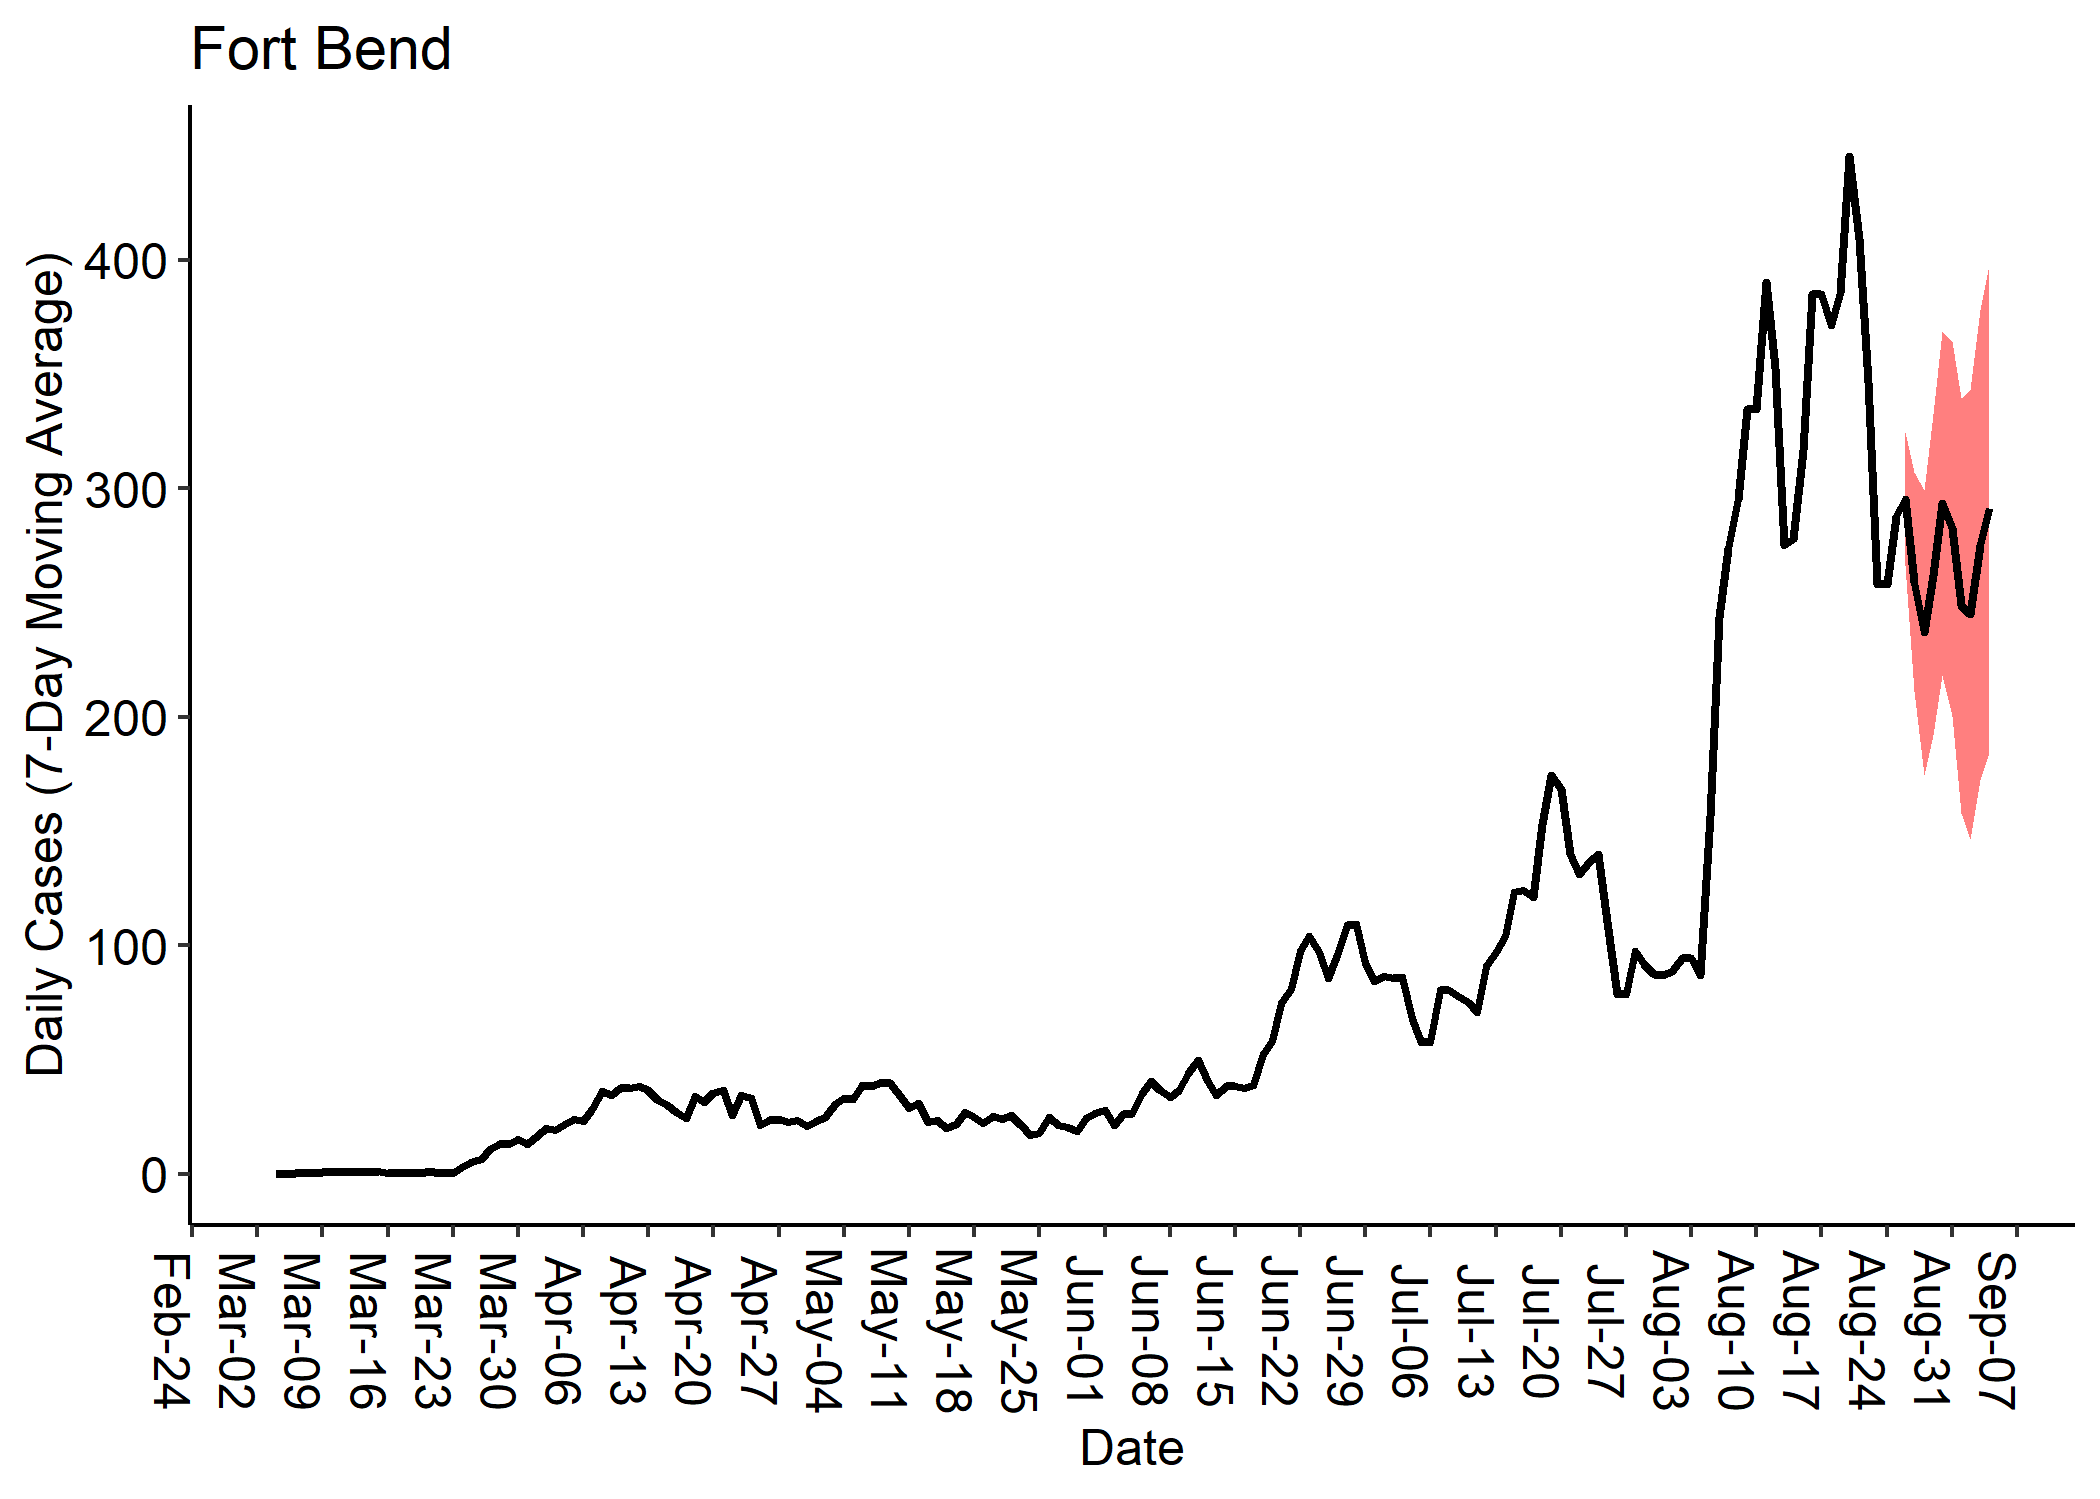 Fort Bend
Daily Cases (7-Day Moving Average)
400
300
200
100
0
Feb-24
Mar-02
Mar-09
Mar-16
Mar-23
Mar-30
Apr-06
Apr-13
Apr-20
Apr-27
May-04
May-11
May-18
May-25
Jun-01
Jun-08
Jun-15
Jun-22
Jun-29
Jul-06
Jul-13
Jul-20
Jul-27
Aug-03
Aug-10
Aug-17
Aug-24
Aug-31
Sep-07
Date